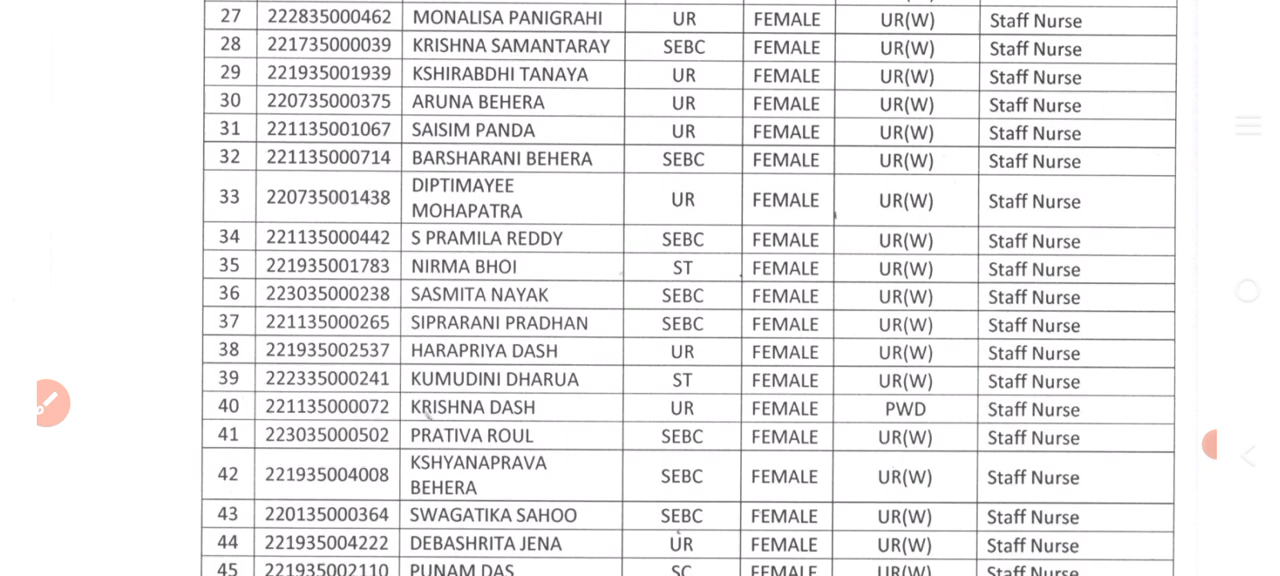 27 222835000462 MONALISA PANIGRAHI UR FEMALE UR(W) Staff Nurse
28 221735000039 KRISHNA SAMANTARAY SEBC FEMALE UR(W) Staff Nurse
29 221935001939 KSHIRABDHI TANAYA UR FEMALE UR(W) Staff Nurse
30 220735000375 ARUNA BEHERA UR FEMALE UR(W) Staff Nurse
31 221135001067 SAISIM PANDA UR FEMALE UR(W) Staff Nurse
32 221135000714 BARSHARANI BEHERA SEBC FEMALE UR(W) Staff Nurse
33 220735001438 DIPTIMAYEE
MOHAPATRA UR FEMALE UR(W) Staff Nurse
34 221135000442 S PRAMILA REDDY SEBC FEMALE UR(W) Staff Nurse
35 221935001783 NIRMA BHOI ST FEMALE UR(W) Staff Nurse
36 223035000238 SASMITA NAYAK SEBC FEMALE UR(W) Staff Nurse
37 221135000265 SIPRARANI PRADHAN SEBC FEMALE UR(W) Staff Nurse
38 221935002537 HARAPRIYA DASH UR FEMALE UR(W) Staff Nurse
39 222335000241 KUMUDINI DHARUA ST FEMALE UR(W) Staff Nurse
40 221135000072 KRISHNA DASH UR FEMALE PWD Staff Nurse
41 223035000502 PRATIVA ROUL SEBC FEMALE UR(W) Staff Nurse
42 221935004008 KSHYANAPRAVA
BEHERA SEBC FEMALE UR(W) Staff Nurse
43 220135000364 SWAGATIKA SAHOO SEBC FEMALE UR(W) Staff Nurse
44 221935004222 DEBASHRITA JENA UR FEMALE UR(W) Staff Nurse
45 221935002110 PUNAM DAS SC FEMALE UR(W) Staff Nurse